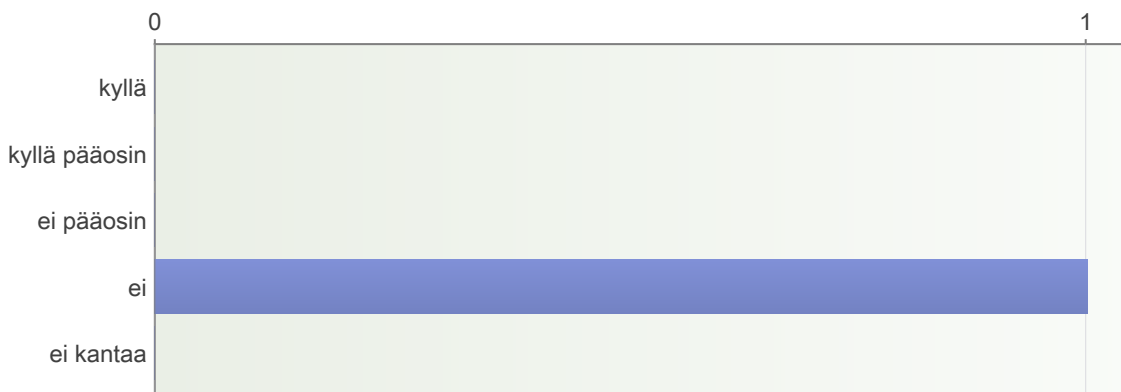 0 1
kyllä
kyllä pääosin
ei pääosin
ei
ei kantaa